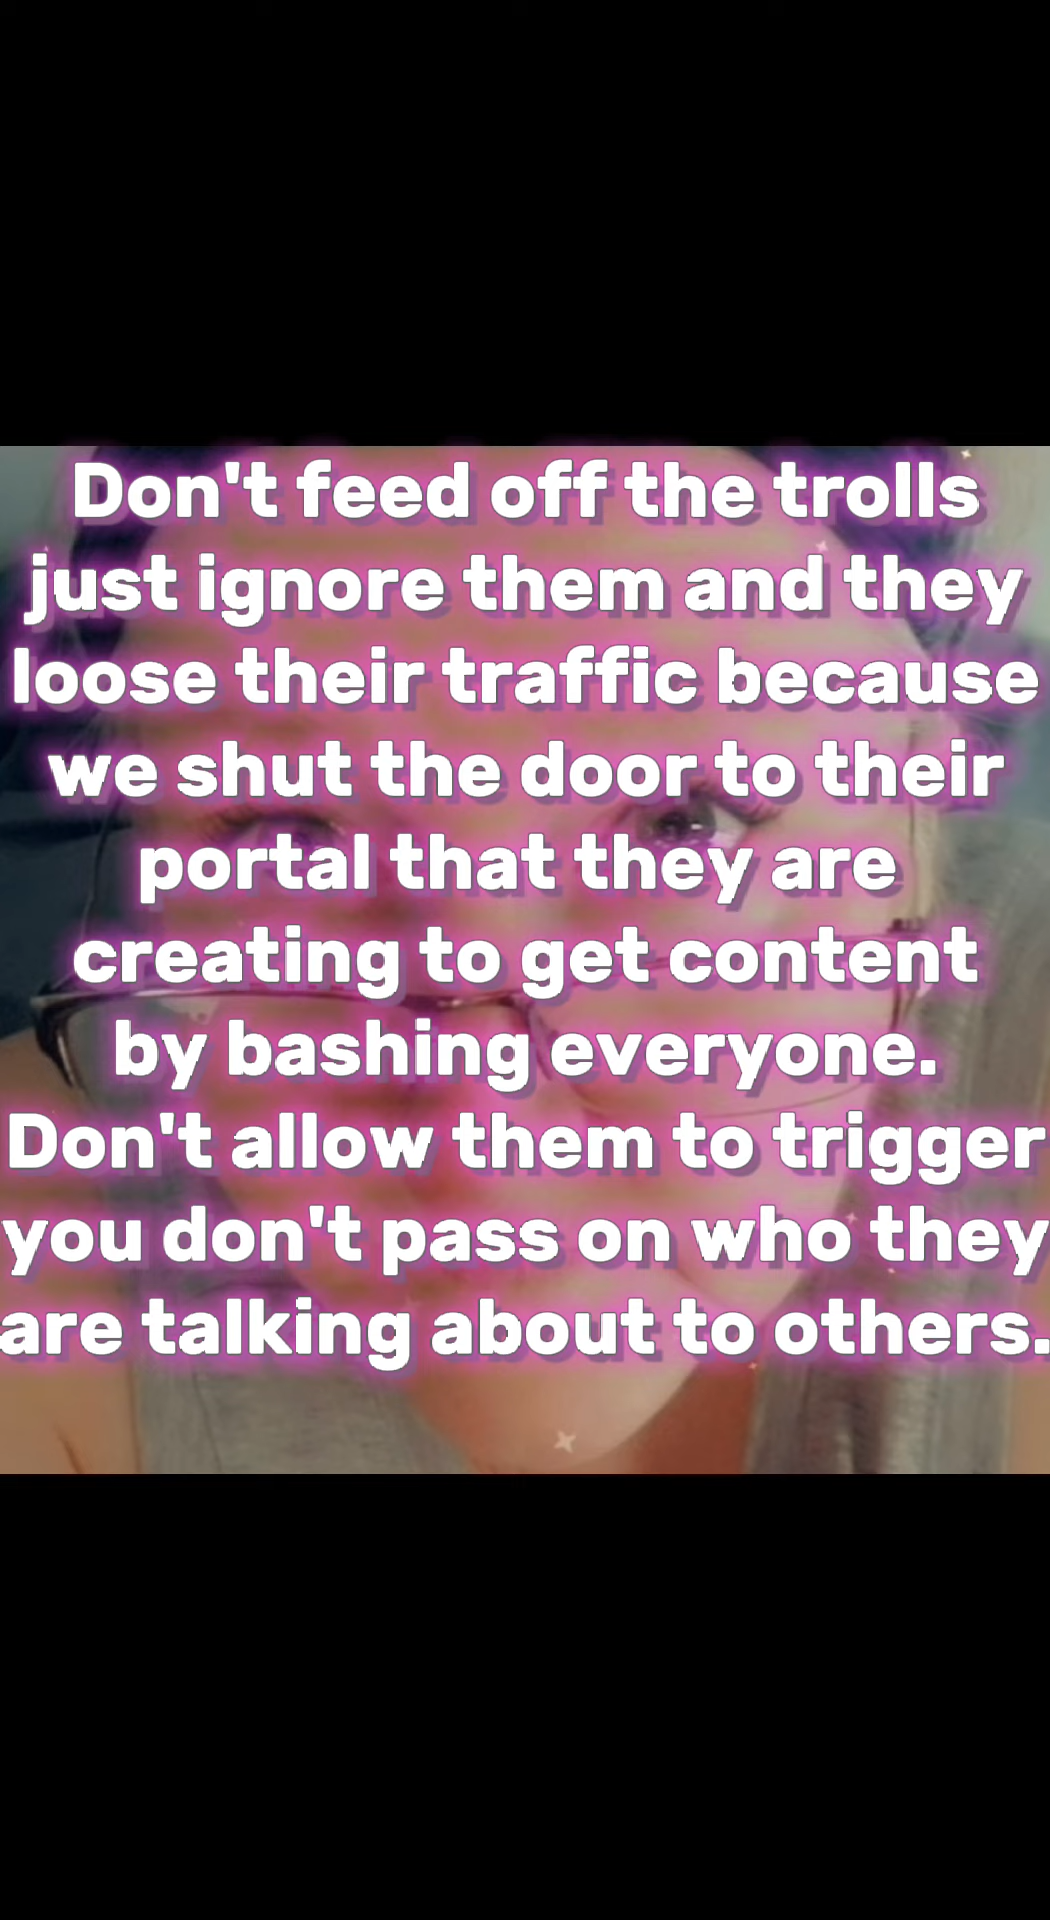 Don't feed off the trolls
just ignore them and they
loose their traffic because
we shut the door to their
portal that they are
creating to get content
by bashing everyone.
Don't allow them to trigger
you don't pass on who they
are talking about to others.